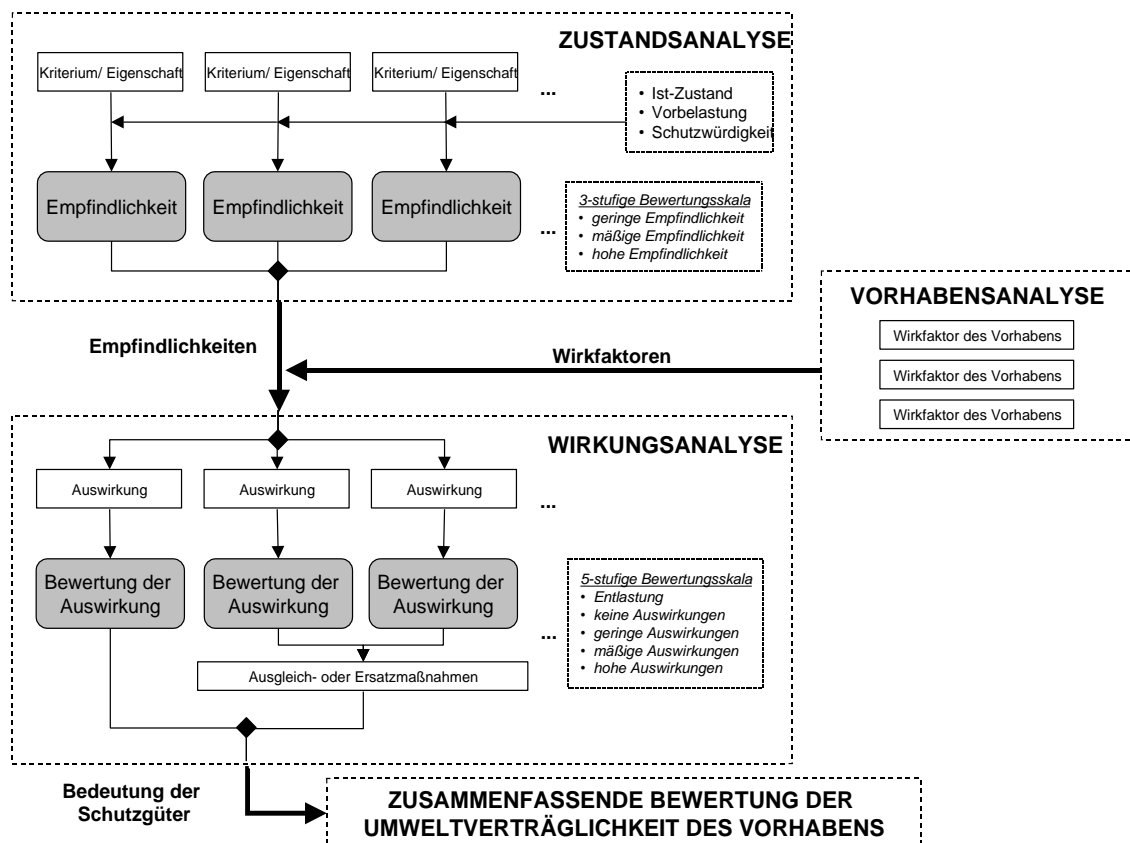 ZUSTANDSANALYSE
Kriterium/ Eigenschaft
Kriterium/ Eigenschaft
Kriterium/ Eigenschaft
...
• Ist-Zustand
• Vorbelastung
• Schutzwürdigkeit
Empfindlichkeit
Empfindlichkeit
Empfindlichkeit
...
3-stufige Bewertungsskala
• geringe Empfindlichkeit
• mäßige Empfindlichkeit
• hohe Empfindlichkeit
VORHABENSANALYSE
Wirkfaktor des Vorhabens
Wirkfaktor des Vorhabens
Wirkfaktor des Vorhabens
Empfindlichkeiten
Wirkfaktoren
WIRKUNGSANALYSE
Auswirkung
Auswirkung
Auswirkung
...
Bewertung der
Auswirkung
Bewertung der
Auswirkung
Bewertung der
Auswirkung
...
5-stufige Bewertungsskala
• Entlastung
• keine Auswirkungen
• geringe Auswirkungen
• mäßige Auswirkungen
• hohe Auswirkungen
Ausgleich- oder Ersatzmaßnahmen
Bedeutung der
Schutzgüter
ZUSAMMENFASSENDE BEWERTUNG DER
UMWELTVERTRÄGLICHKEIT DES VORHABENS